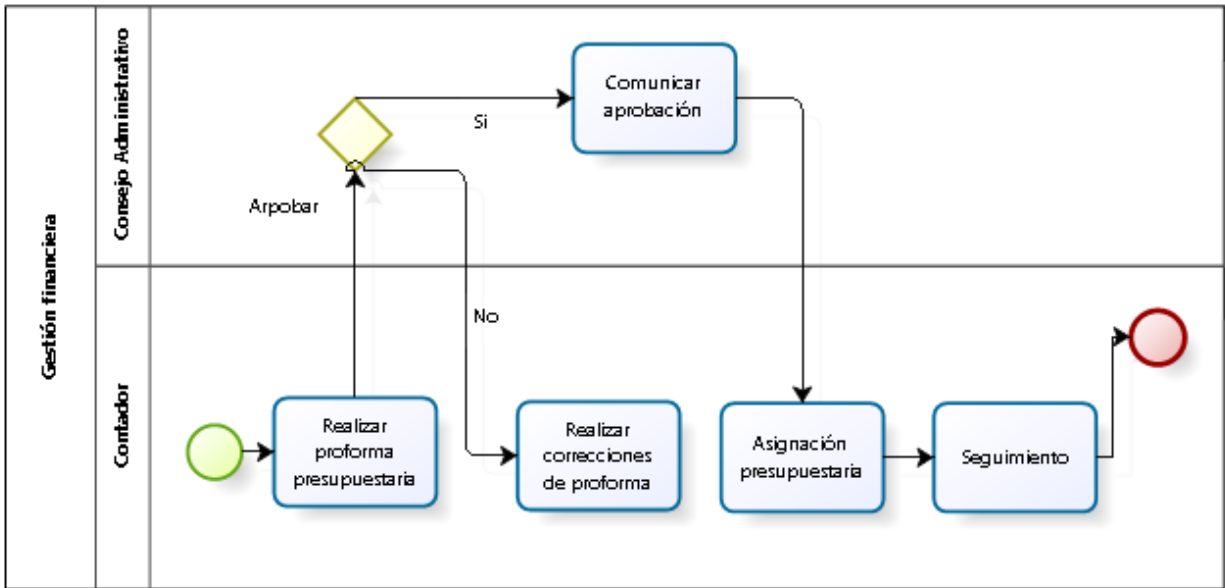 Gestión financiera
Consejo Administrativo
Comunicar
aprobación
Si
Arpobar
Contador
No
Realizar
proforma
presupuestaria
Realizar
correcciones
de proforma
Asignación
presupuestaria
Seguimiento